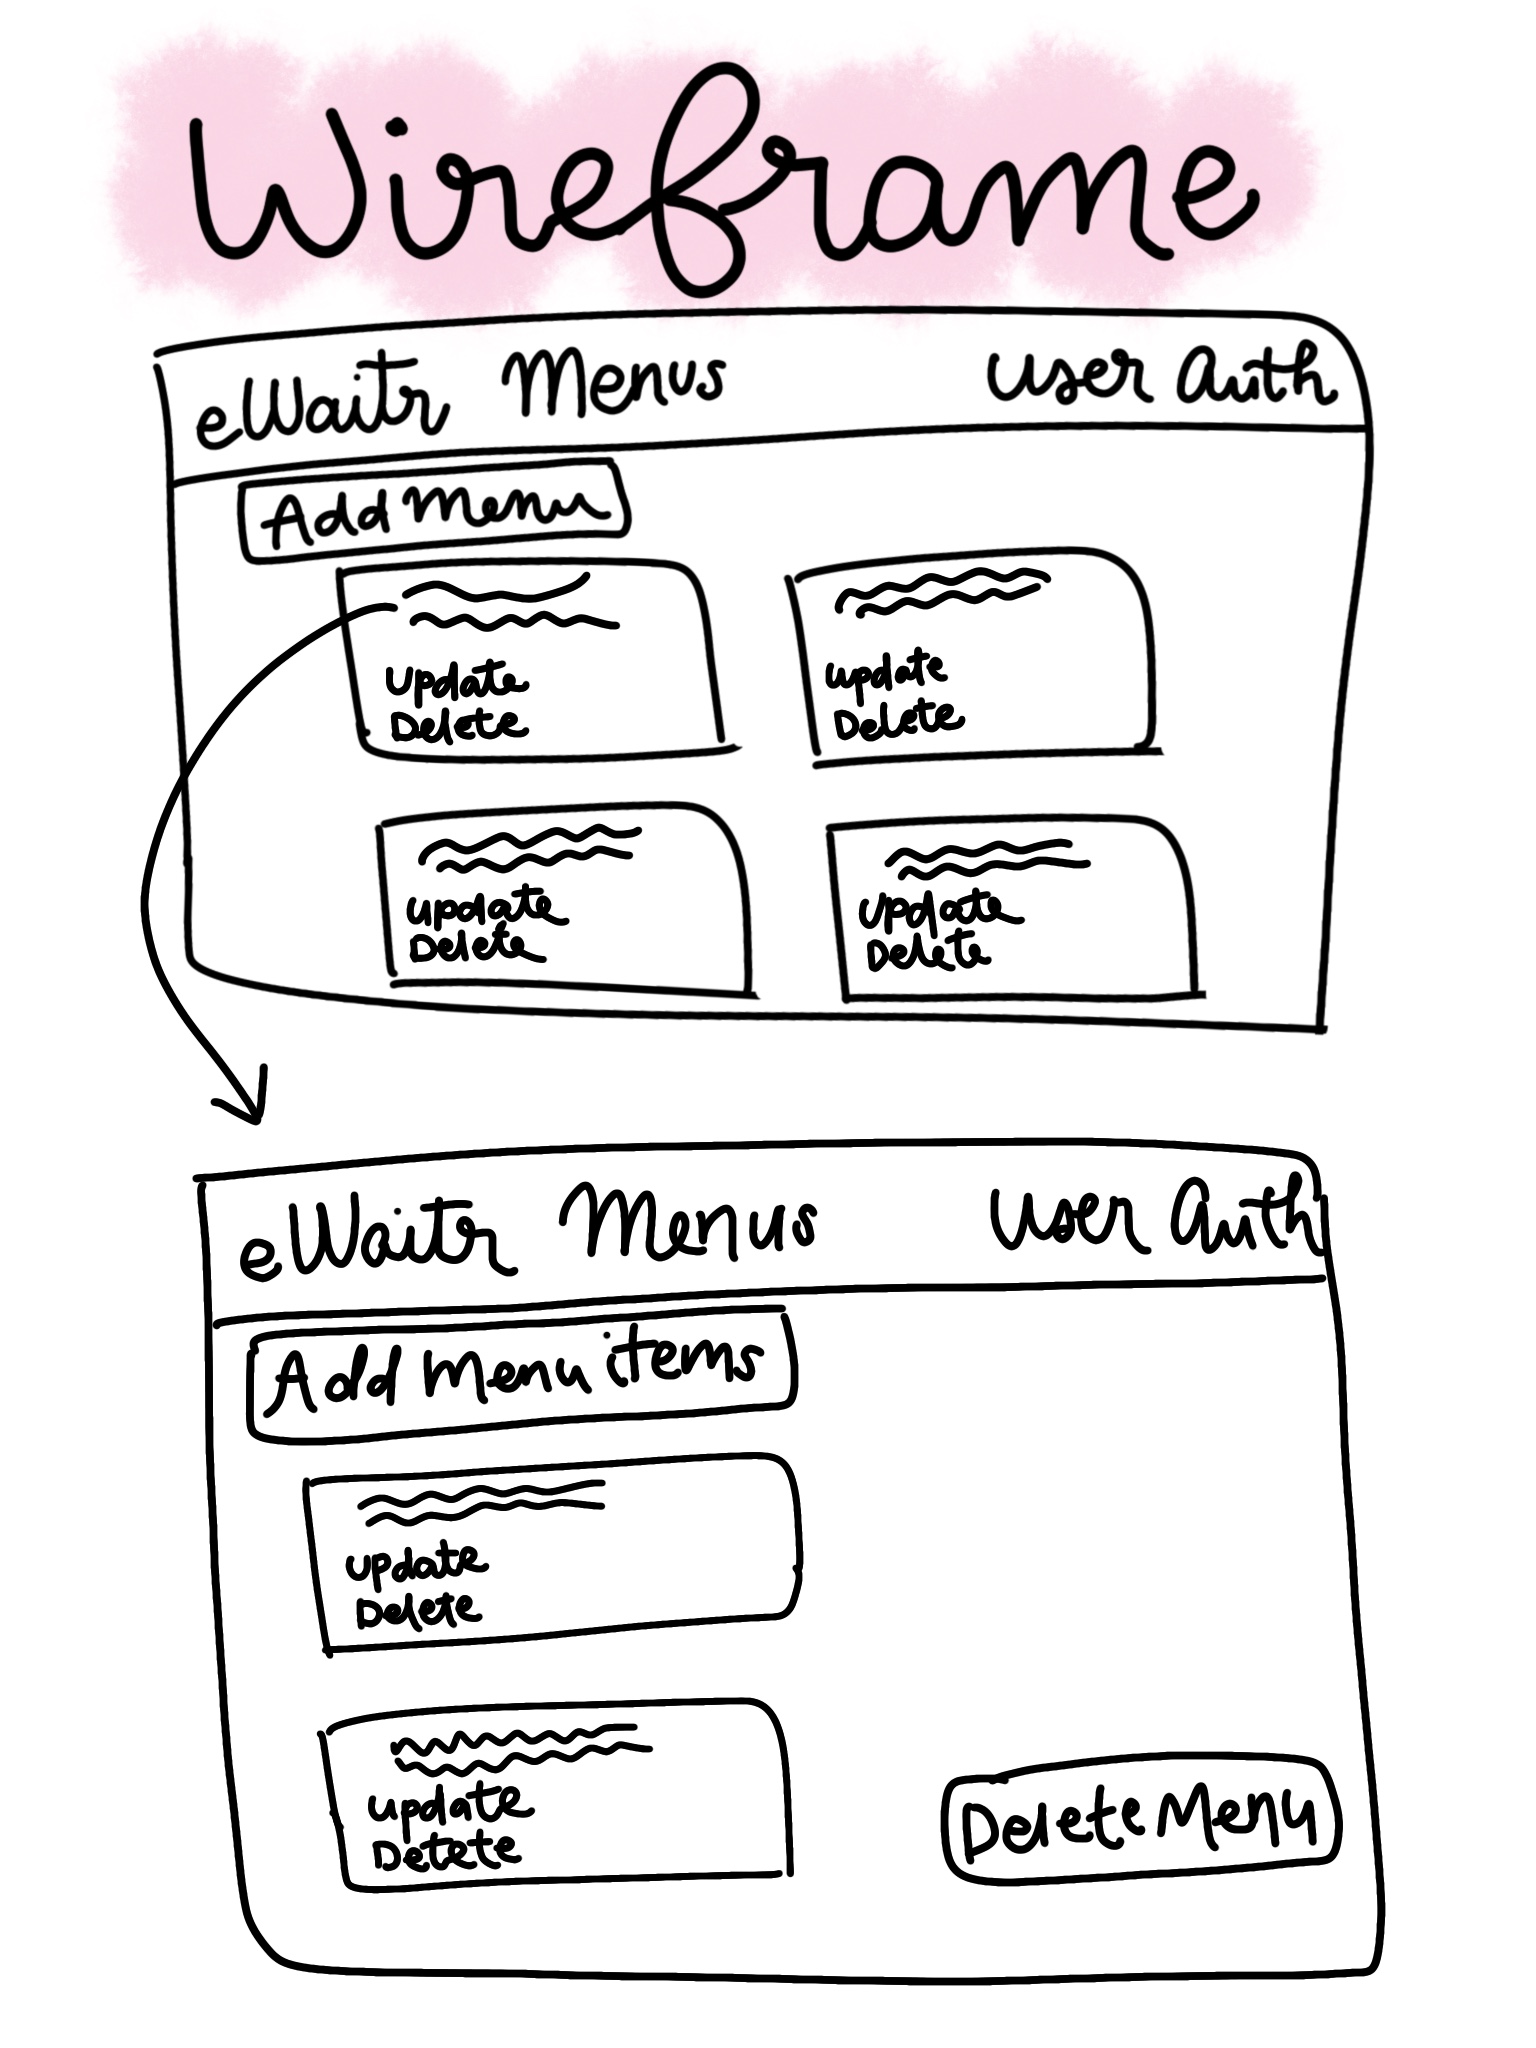 Wireframe
eWaitr Menus User Auth
Add Menu
Update
Delete
update
Delete
update
Delete
Update
Delete
eWaitr Menus User Auth
Add Menu items
update
Delete
update
Detete
Delete Menu